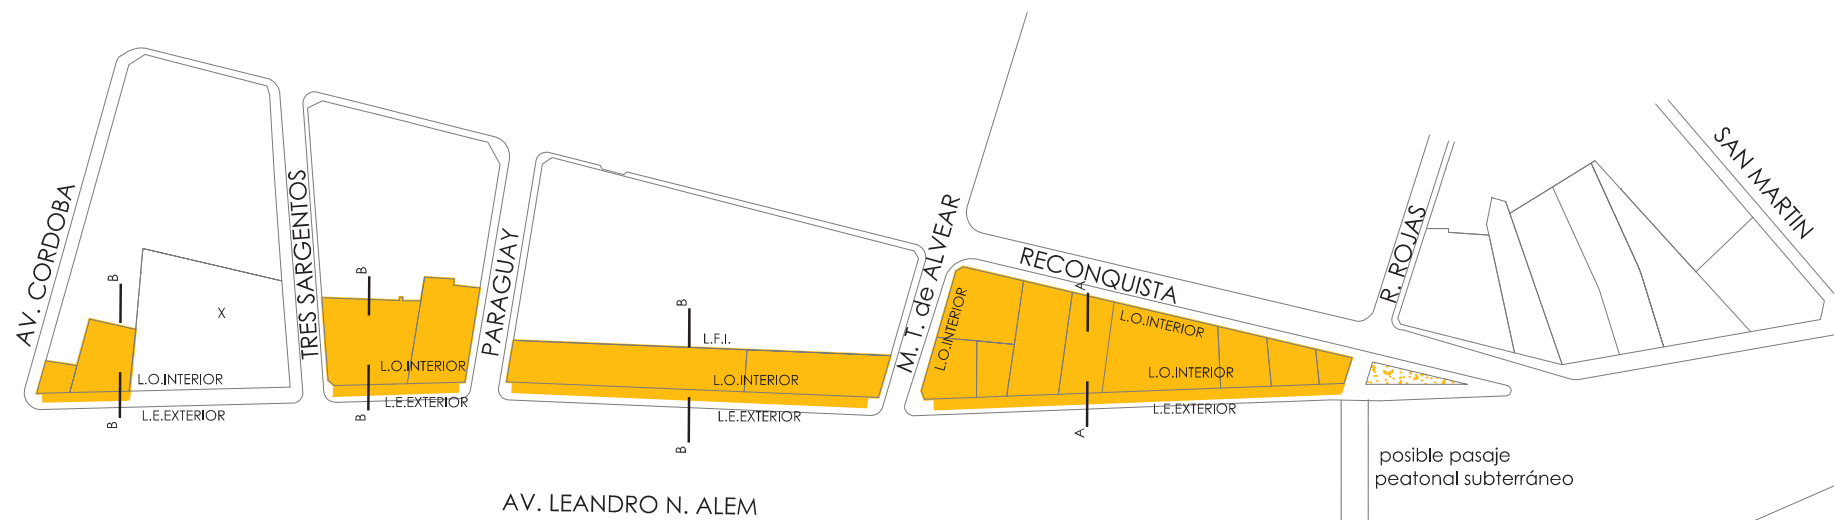 AV. CORDOBA
B
X
L.O.INTERIOR
L.E.EXTERIOR
B
TRES SARGENTOS
B
L.O.INTERIOR
L.E.EXTERIOR
B
PARAGUAY
B
L.F.I.
L.O.INTERIOR
L.E.EXTERIOR
B
M. T. de ALVEAR
RECONQUISTA
L.O.INTERIOR
A
L.O.INTERIOR
L.O.INTERIOR
L.E.EXTERIOR
A
R. ROJAS
SAN MARTIN
posible pasaje
peatonal subterráneo
AV. LEANDRO N. ALEM